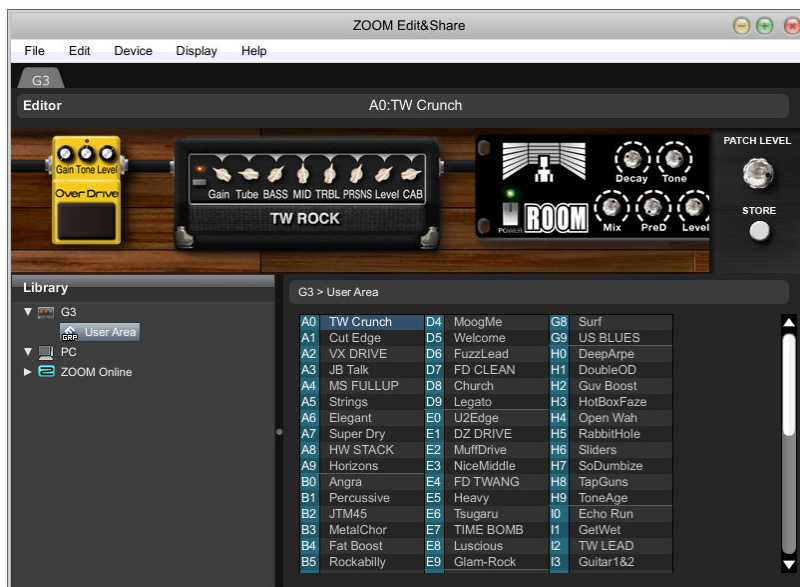 ZOOM Edit&Share
File Edit Device Display Help
G3
Editor
A0:TW Crunch
PATCH LEVEL
STORE
Gain Tone Level
Over Drive
Gain Tube BASS MID TRBL PRSNS Level CAB
TW ROCK
Decay Tone
POWER
ROOM
Mix PreD Level
Library
G3
GRP User Area
PC
ZOOM Online
G3 > User Area
A0 TW Crunch D4 MoogMe G8 Surf
A1 Cut Edge D5 Welcome G9 US BLUES
A2 VX DRIVE D6 FuzzLead H0 DeepArpe
A3 JB Talk D7 FD CLEAN H1 DoubleOD
A4 MS FULLUP D8 Church H2 Guv Boost
A5 Strings D9 Legato H3 HotBoxFaze
A6 Elegant E0 U2Edge H4 Open Wah
A7 Super Dry E1 DZ DRIVE H5 RabbitHole
A8 HW STACK E2 MuffDrive H6 Sliders
A9 Horizons E3 NiceMiddle H7 SoDumbize
B0 Angra E4 FD TWANG H8 TapGuns
B1 Percussive E5 Heavy H9 ToneAge
B2 JTM45 E6 Tsugaru I0 Echo Run
B3 MetalChor E7 TIME BOMB I1 GetWet
B4 Fat Boost E8 Luscious I2 TW LEAD
B5 Rockabilly E9 Glam-Rock I3 Guitar1&2